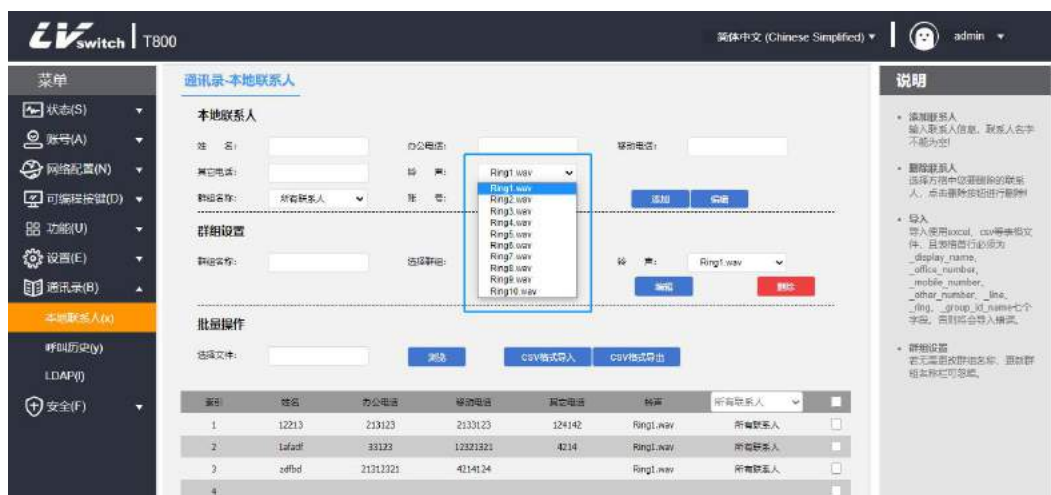 LVswitch T800
简体中文 (Chinese Simplified)
admin
菜单
状态(S)
账号(A)
网络配置(N)
可编程按键(D)
功能(U)
设置(E)
通讯录(B)
本地联系人(x)
呼叫历史(y)
LDAP(l)
安全(F)
通讯录-本地联系人
本地联系人
姓 名: 办公电话: 移动电话:
其它电话: 铃 声: Ring1.wav
Ring1.wav
Ring2.wav
Ring3.wav
Ring4.wav
Ring5.wav
Ring6.wav
Ring7.wav
Ring8.wav
Ring9.wav
Ring10.wav
群组名称: 所有联系人 账 号: 添加 编辑
群组设置
群组名称: 选择群组: 铃 声: Ring1.wav
编辑 删除
批量操作
选择文件: 浏览 CSV格式导入 CSV格式导出
索引 姓名 办公电话 移动电话 其它电话 铃声 所有联系人
1 12213 213123 2133123 124142 Ring1.wav 所有联系人
2 1afadf 33123 12321321 4214 Ring1.wav 所有联系人
3 zdfbd 21312321 4214124 Ring1.wav 所有联系人
4
说明
添加联系人
输入联系人信息，联系人名字
不能为空!
删除联系人
选择方格中您要删除的联系
人，点击删除按钮进行删除!
导入
导入使用excel，csv等表格文
件，且表格首行必须为
_display_name,
_office_number,
_mobile_number,
_other_number, _line,
_ring, _group_id_name七个
字段，否则将会导入错误。
群组设置
若无需更改群组名称，更改群
组名称栏可忽略。